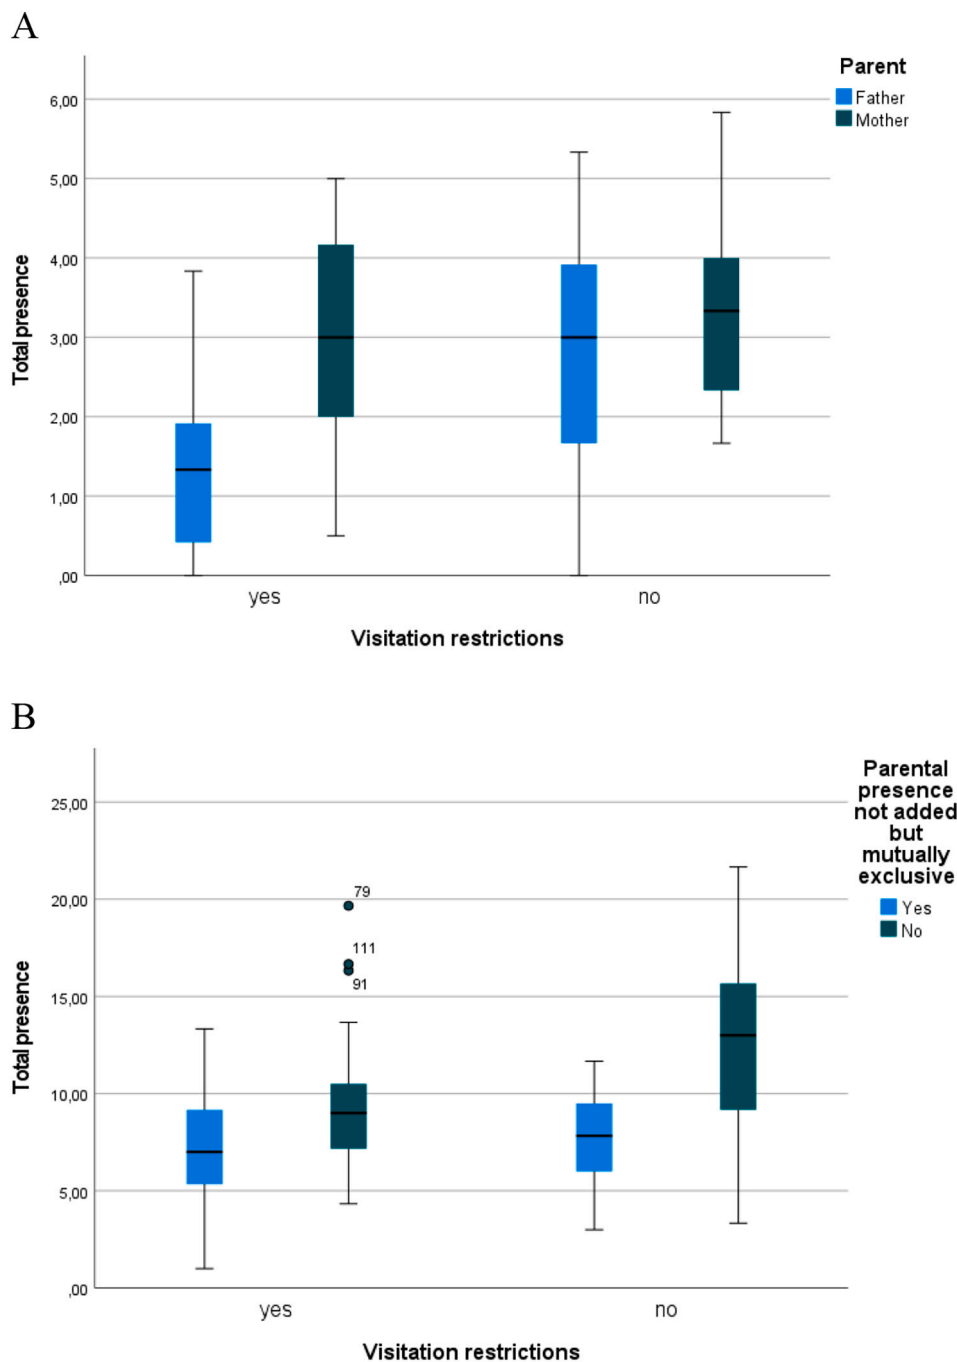 A
Parent
Father
Mother
6,00
5,00
4,00
3,00
2,00
1,00
,00
Total presence
yes
no
Visitation restrictions
B
Parental
presence
not added
but
mutually
exclusive
Yes
No
25,00
20,00
15,00
10,00
5,00
,00
Total presence
79
111
91
yes
no
Visitation restrictions